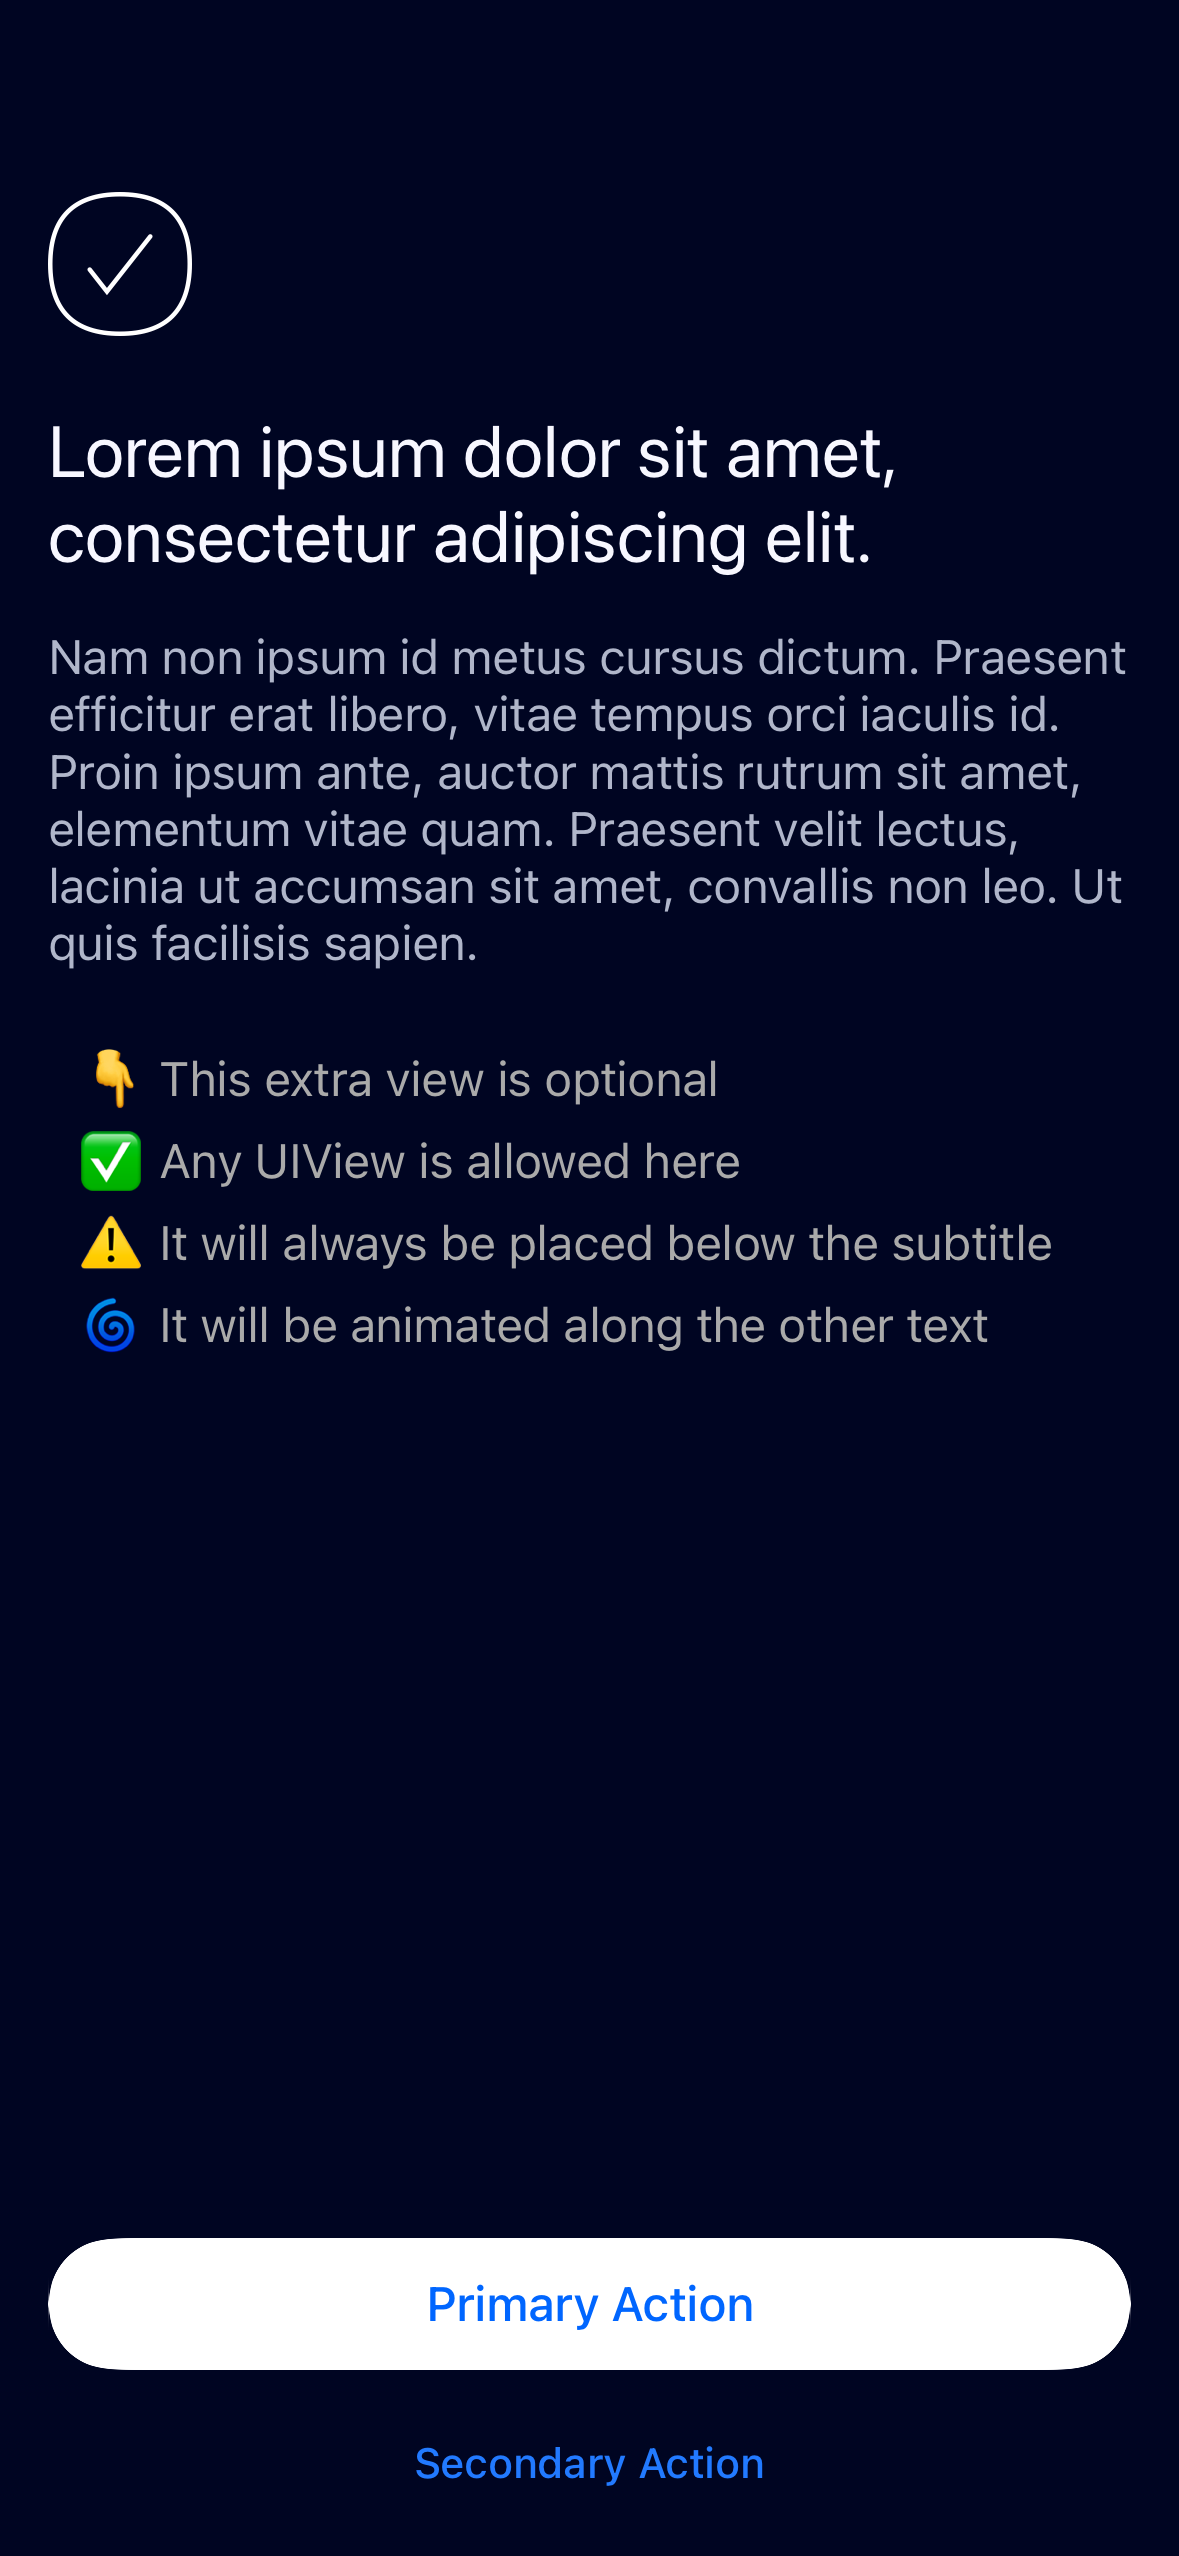 Lorem ipsum dolor sit amet,
consectetur adipiscing elit.
Nam non ipsum id metus cursus dictum. Praesent
efficitur erat libero, vitae tempus orci iaculis id.
Proin ipsum ante, auctor mattis rutrum sit amet,
elementum vitae quam. Praesent velit lectus,
lacinia ut accumsan sit amet, convallis non leo. Ut
quis facilisis sapien.
👇 This extra view is optional
✅ Any UIView is allowed here
⚠️ It will always be placed below the subtitle
🌀 It will be animated along the other text
Primary Action
Secondary Action